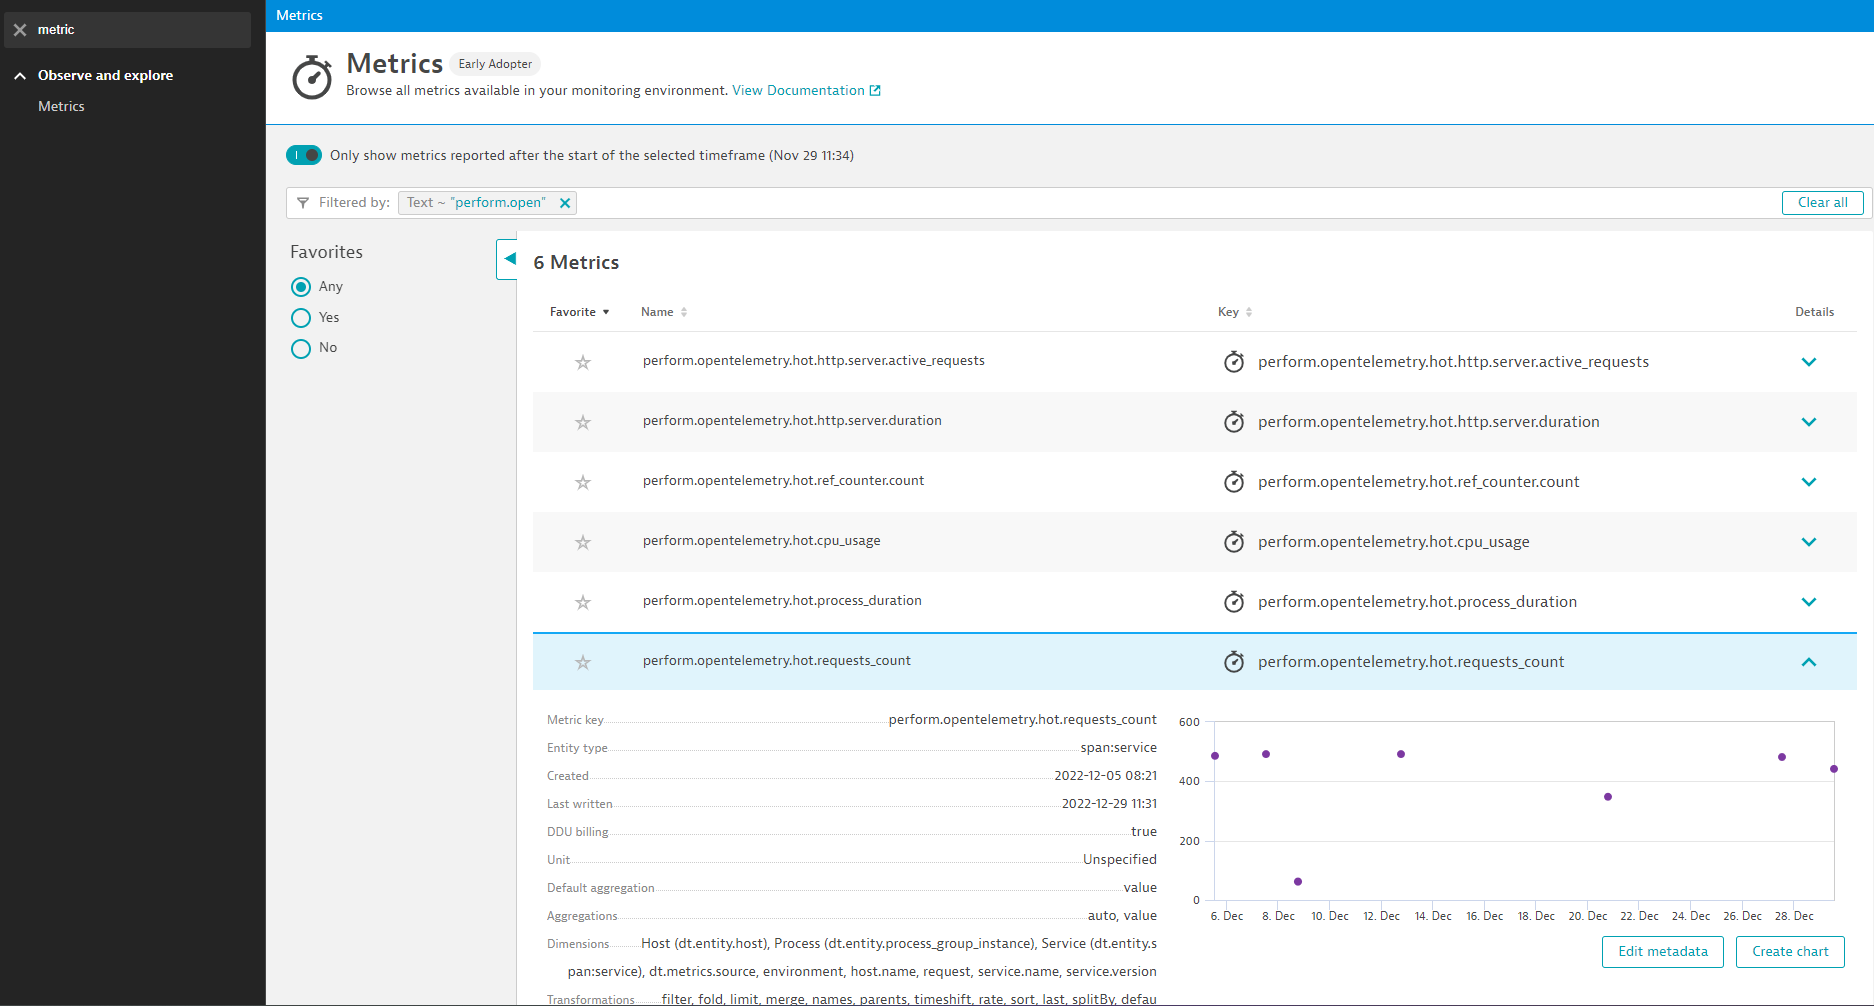 metric
Observe and explore
Metrics
Metrics
Metrics Early Adopter
Browse all metrics available in your monitoring environment. View Documentation
Only show metrics reported after the start of the selected timeframe (Nov 29 11:34)
Filtered by: Text ~ "perform.open" Clear all
Favorites
Any
Yes
No
6 Metrics
Favorite Name Key Details
perform.opentelemetry.hot.http.server.active_requests perform.opentelemetry.hot.http.server.active_requests
perform.opentelemetry.hot.http.server.duration perform.opentelemetry.hot.http.server.duration
perform.opentelemetry.hot.ref_counter.count perform.opentelemetry.hot.ref_counter.count
perform.opentelemetry.hot.cpu_usage perform.opentelemetry.hot.cpu_usage
perform.opentelemetry.hot.process_duration perform.opentelemetry.hot.process_duration
perform.opentelemetry.hot.requests_count perform.opentelemetry.hot.requests_count
Metric key perform.opentelemetry.hot.requests_count
Entity type span:service
Created 2022-12-05 08:21
Last written 2022-12-29 11:31
DDU billing true
Unit Unspecified
Default aggregation value
Aggregations auto, value
Dimensions Host (dt.entity.host), Process (dt.entity.process_group_instance), Service (dt.entity.s
pan:service), dt.metrics.source, environment, host.name, request, service.name, service.version
Transformations filter, fold, limit, merge, names, parents, timeshift, rate, sort, last, splitBy, defau
600
400
200
0
6. Dec 8. Dec 10. Dec 12. Dec 14. Dec 16. Dec 18. Dec 20. Dec 22. Dec 24. Dec 26. Dec 28. Dec
Edit metadata Create chart